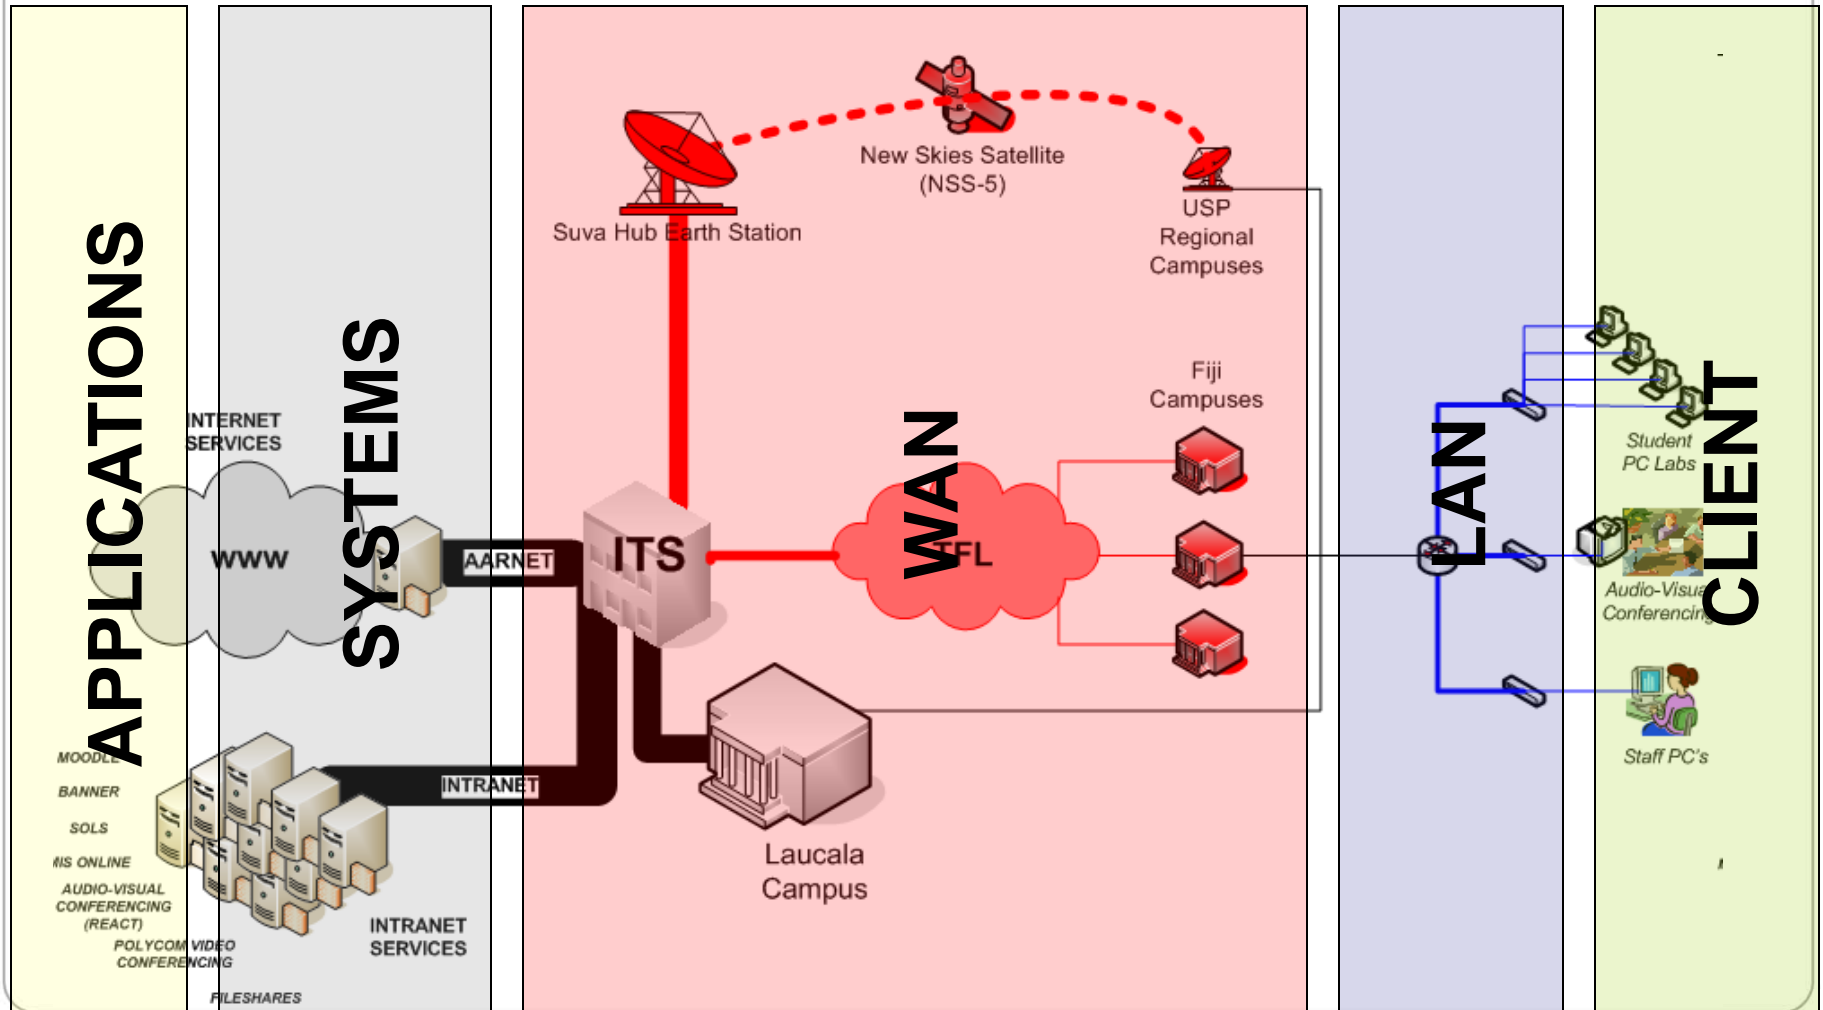 APPLICATIONS
INTERNET
SERVICES
WWW
MOODLE
BANNER
SOLS
MIS ONLINE
AUDIO-VISUAL
CONFERENCING
(REACT)
POLYCOM VIDEO
CONFERENCING
FILESHARES
SYSTEMS
AARNET
INTRANET
INTRANET
SERVICES
WAN
New Skies Satellite
(NSS-5)
Suva Hub Earth Station
USP
Regional
Campuses
Fiji
Campuses
ITS
TFL
Laucala
Campus
LAN
CLIENT
Student
PC Labs
Audio-Visual
Conferencing
Staff PC's